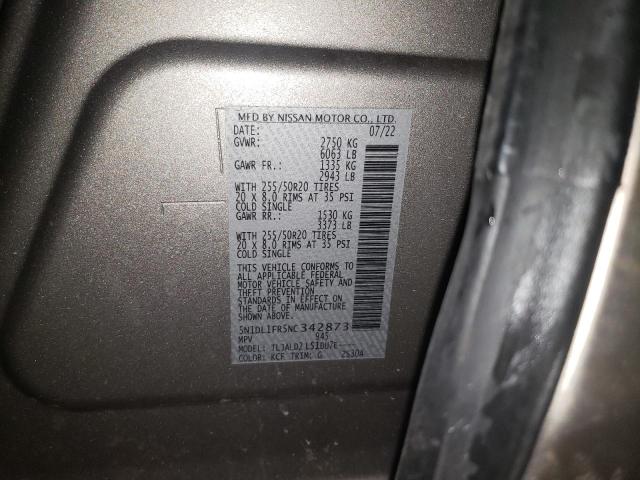 MFD BY NISSAN MOTOR CO., LTD.
DATE: 07/22
GVWR: 2750 KG
6063 LB
GAWR FR.: 1335 KG
2943 LB
WITH 255/50R20 TIRES
20 X 8.0 RIMS AT 35 PSI
COLD SINGLE
GAWR RR.: 1530 KG
3373 LB
WITH 255/50R20 TIRES
20 X 8.0 RIMS AT 35 PSI
COLD SINGLE
THIS VEHICLE CONFORMS TO
ALL APPLICABLE FEDERAL
MOTOR VEHICLE SAFETY AND
THEFT PREVENTION
STANDARDS IN EFFECT ON
THE DATE OF MANUFACTURE
SHOWN ABOVE.
5N1DL1FR5NC342873
MPV 945
MODEL: TLJALD2
COLOR: KCF TRIM: G 25304